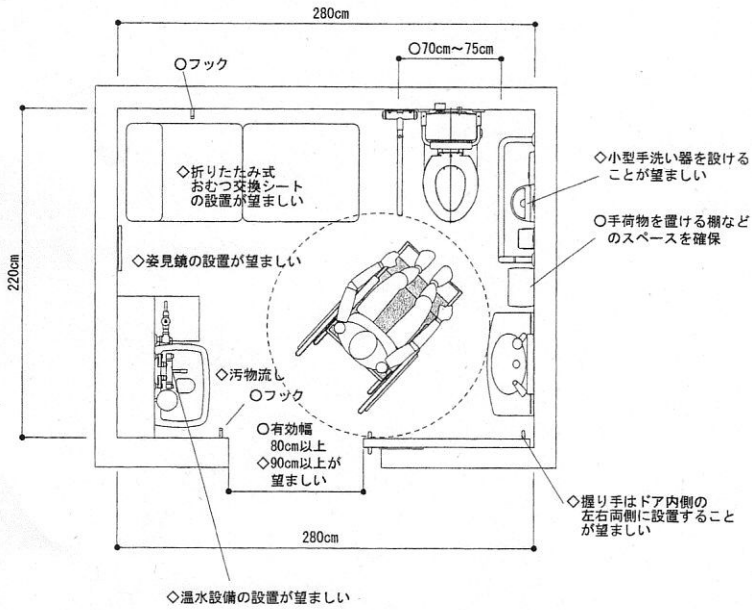 280cm
○70cm～75cm
○フック
◇折りたたみ式
おむつ交換シート
の設置が望ましい
◇小型手洗い器を設ける
ことが望ましい
○手荷物を置ける棚など
のスペースを確保
220cm
◇姿見鏡の設置が望ましい
◇汚物流し
○フック
○有効幅
80cm以上
◇90cm以上が
望ましい
◇握り手はドア内側の
左右両側に設置すること
が望ましい
280cm
◇温水設備の設置が望ましい